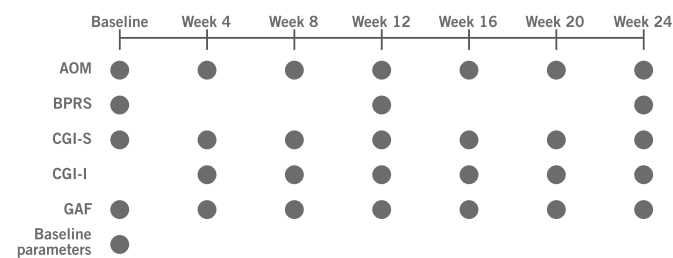 Baseline Week 4 Week 8 Week 12 Week 16 Week 20 Week 24
AOM
BPRS
CGI-S
CGI-I
GAF
Baseline
parameters